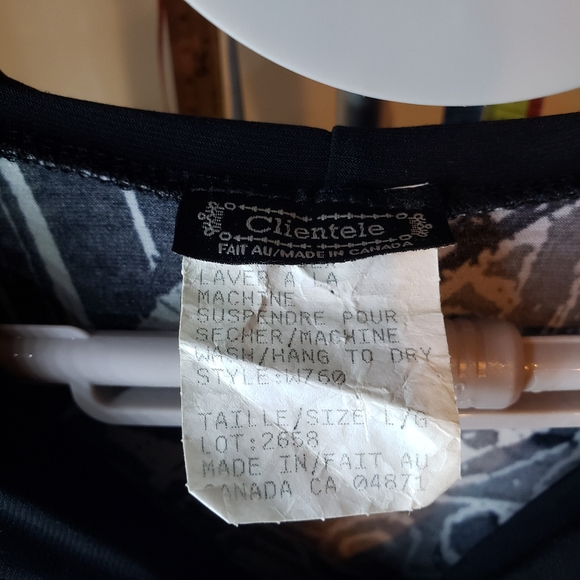 Clientele
FAIT AU/MADE IN CANADA
LAVER A LA
MACHINE
SUSPENDRE POUR
SECHER/MACHINE
WASH/HANG TO DRY
STYLE:W760
TAILLE/SIZE L/G
LOT:2658
MADE IN/FAIT AU
CANADA CA 04871